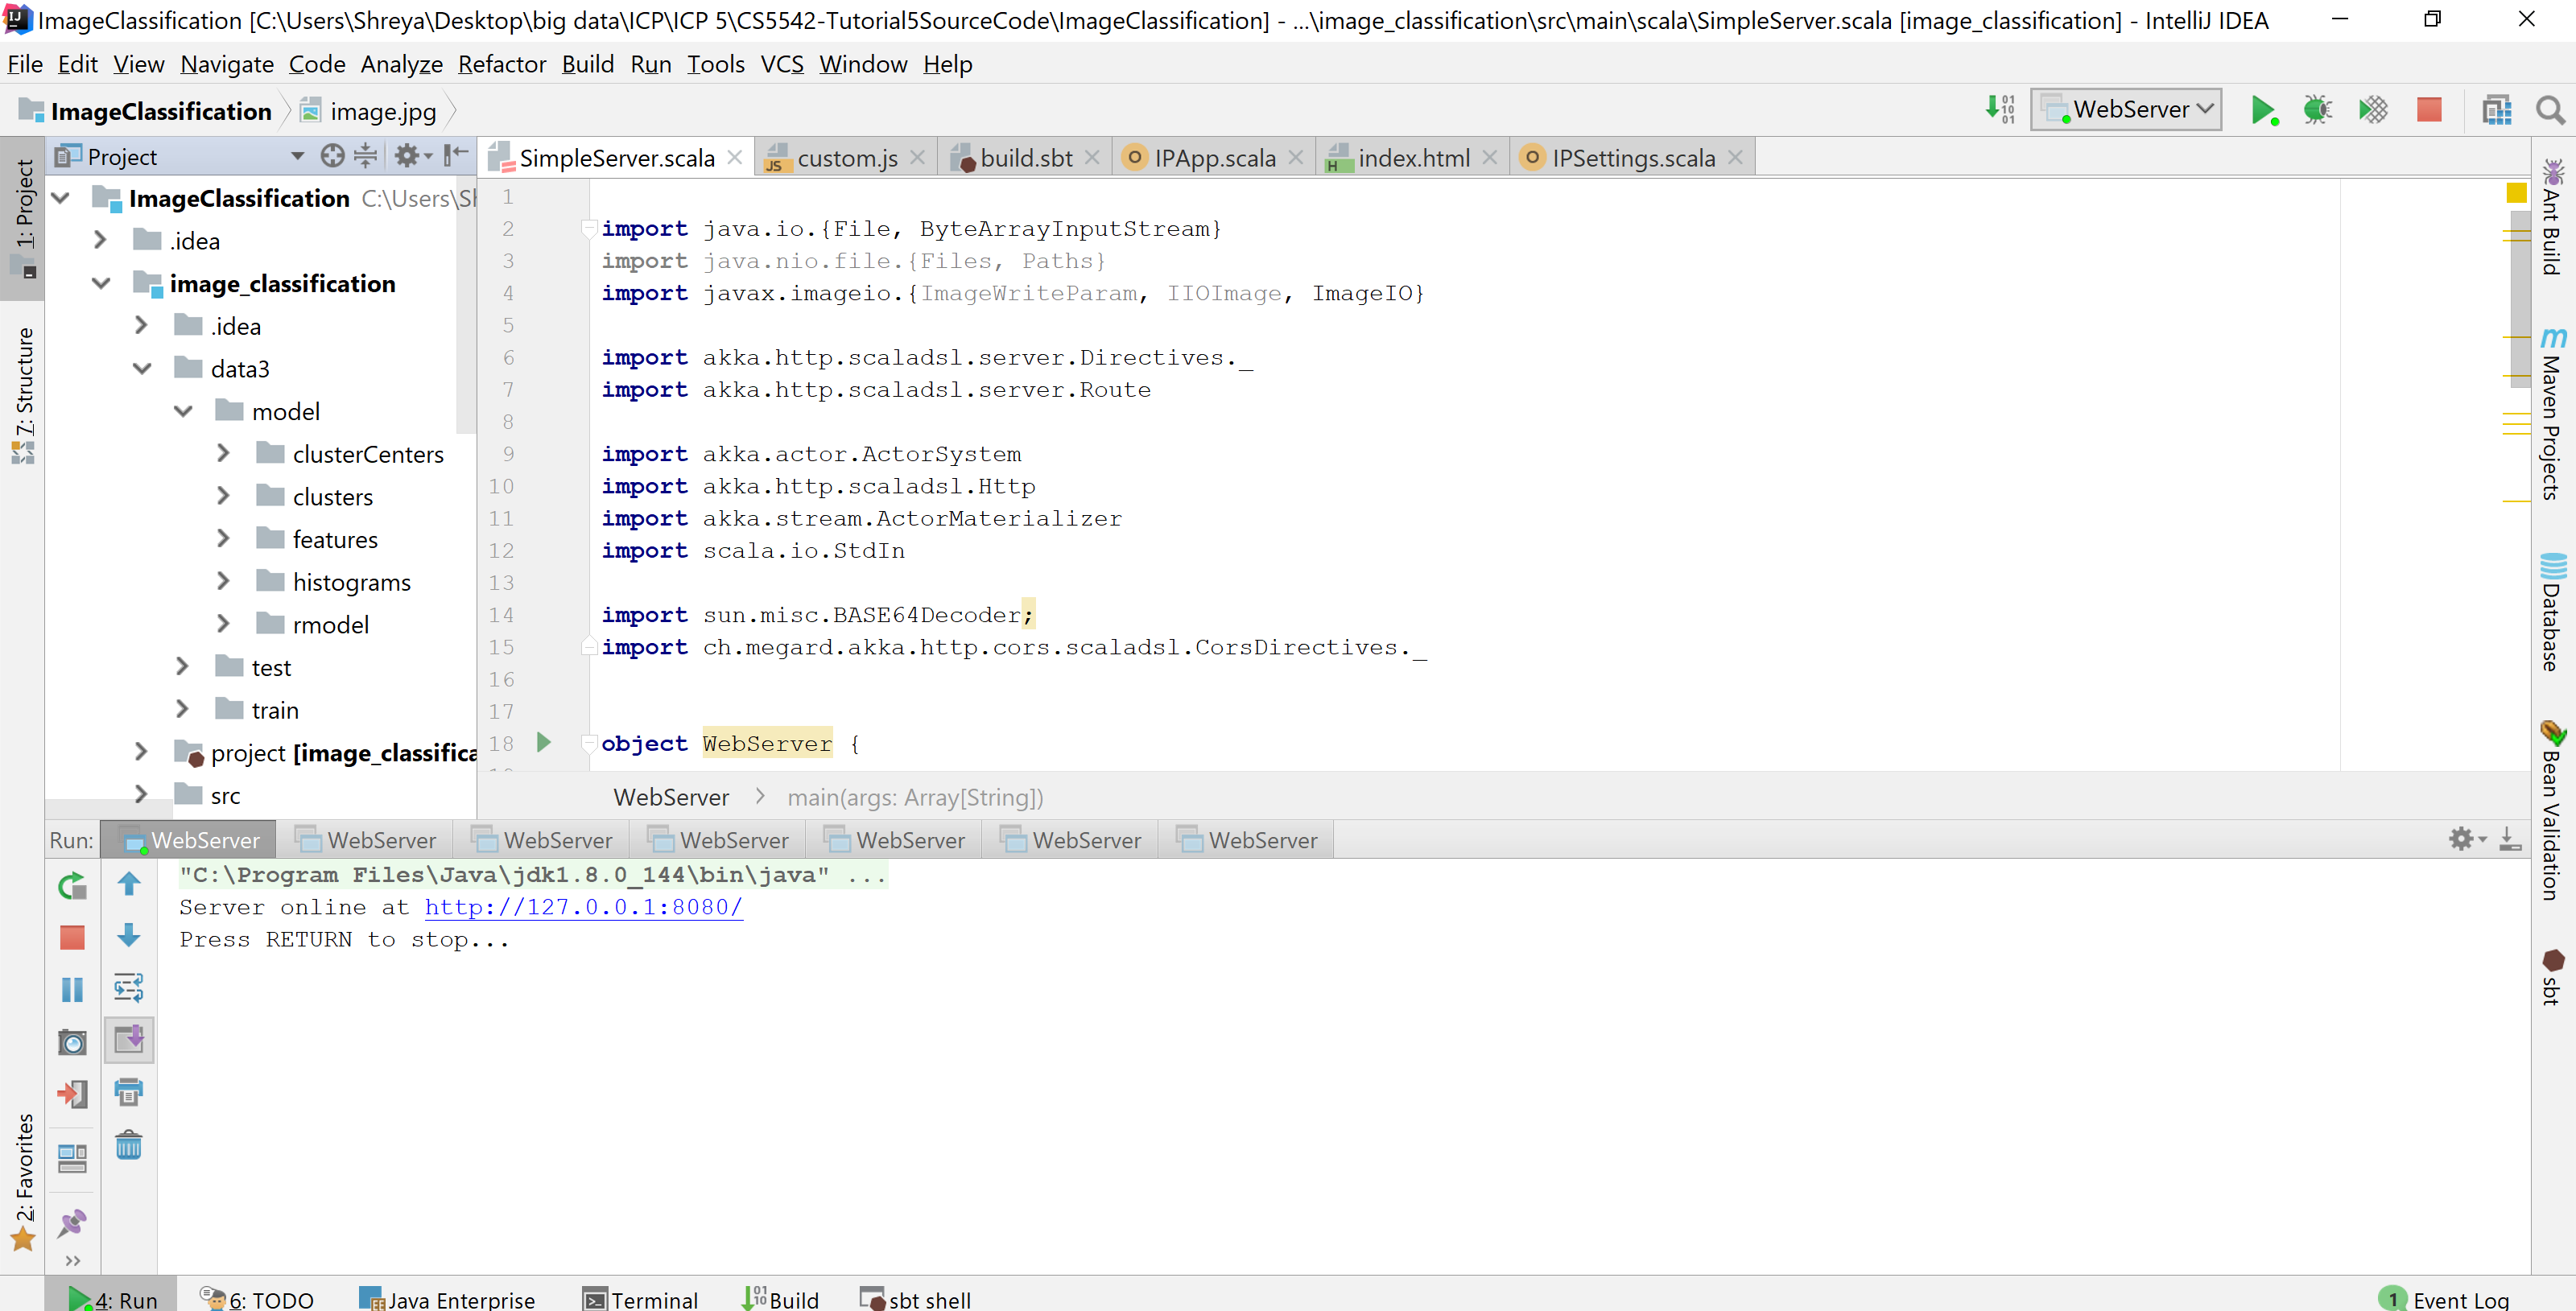 ImageClassification [C:\Users\Shreya\Desktop\big data\ICP\ICP 5\CS5542-Tutorial5SourceCode\ImageClassification] - ...\image_classification\src\main\scala\SimpleServer.scala [image_classification] - IntelliJ IDEA
File Edit View Navigate Code Analyze Refactor Build Run Tools VCS Window Help
ImageClassification image.jpg WebServer
1: Project
7: Structure
2: Favorites
Project
ImageClassification C:\Users\Sh
.idea
image_classification
.idea
data3
model
clusterCenters
clusters
features
histograms
rmodel
test
train
project [image_classifica
src
SimpleServer.scala custom.js build.sbt IPApp.scala index.html IPSettings.scala
1
2 import java.io.{File, ByteArrayInputStream}
3 import java.nio.file.{Files, Paths}
4 import javax.imageio.{ImageWriteParam, IIOImage, ImageIO}
5
6 import akka.http.scaladsl.server.Directives._
7 import akka.http.scaladsl.server.Route
8
9 import akka.actor.ActorSystem
10 import akka.http.scaladsl.Http
11 import akka.stream.ActorMaterializer
12 import scala.io.StdIn
13
14 import sun.misc.BASE64Decoder;
15 import ch.megard.akka.http.cors.scaladsl.CorsDirectives._
16
17
18 object WebServer {
WebServer main(args: Array[String])
Ant Build
Maven Projects
Database
Bean Validation
sbt
Run: WebServer WebServer WebServer WebServer WebServer WebServer WebServer
"C:\Program Files\Java\jdk1.8.0_144\bin\java" ...
Server online at http://127.0.0.1:8080/
Press RETURN to stop...
4: Run 6: TODO Java Enterprise Terminal Build sbt shell 1 Event Log